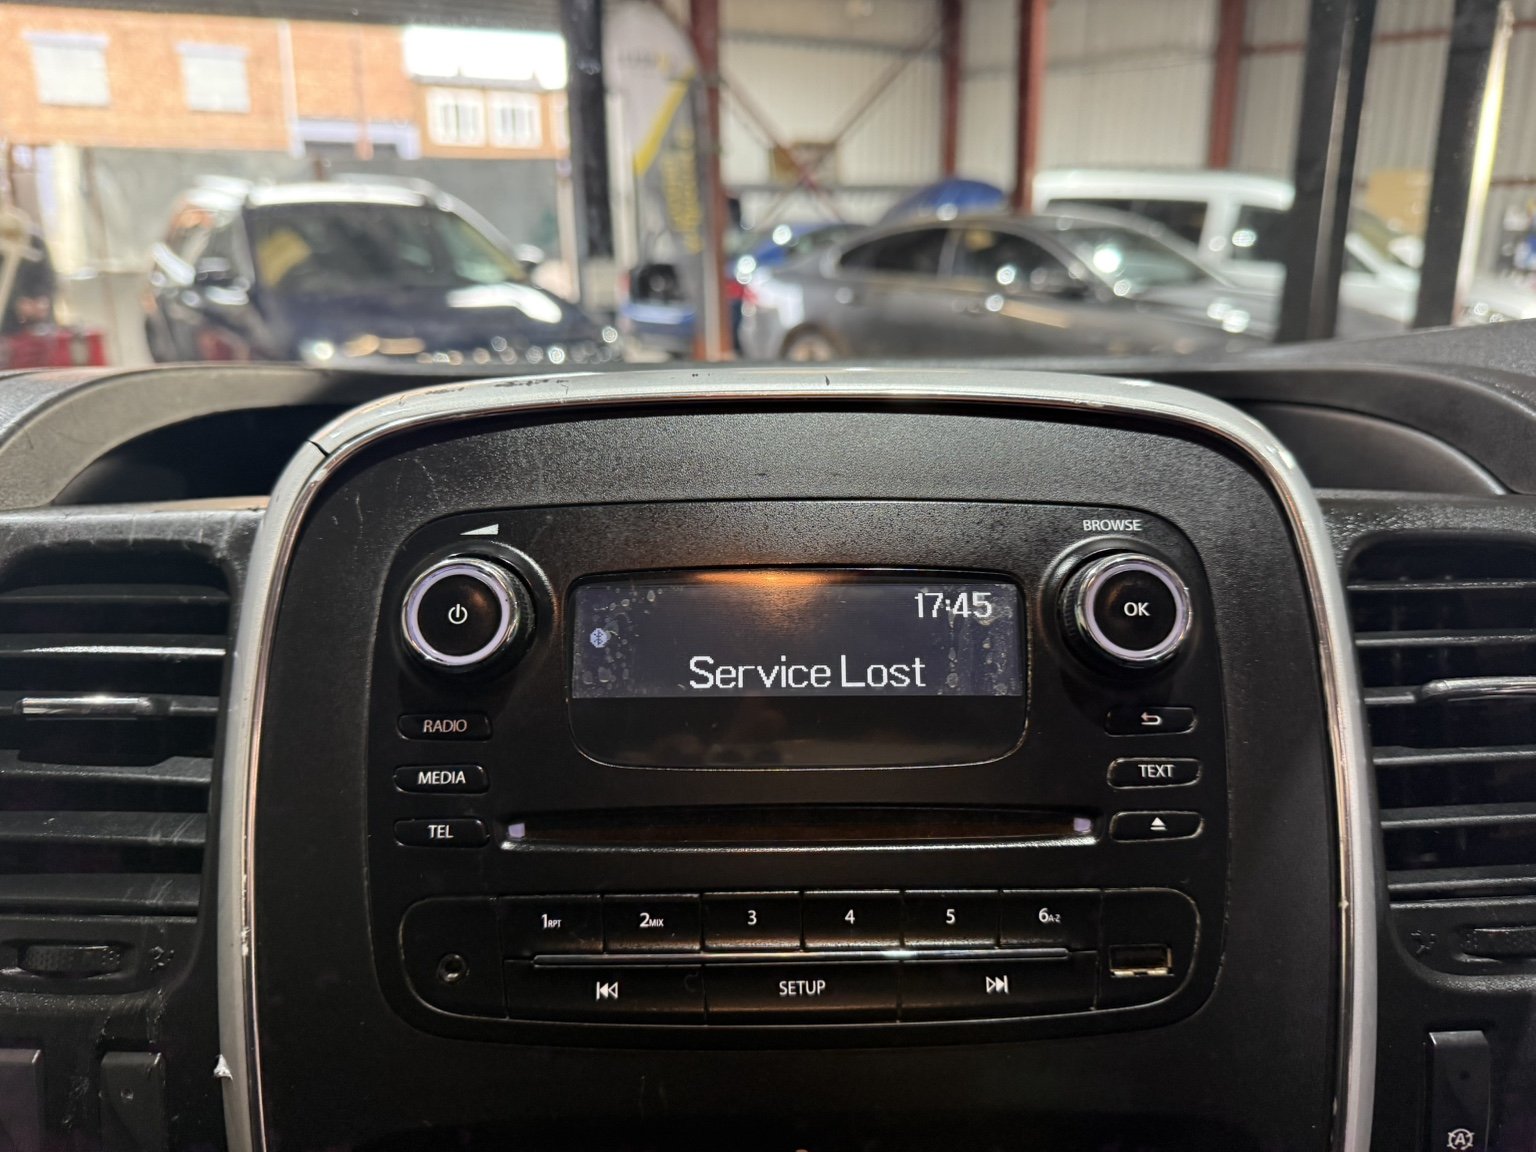 BROWSE
17:45
OK
Service Lost
RADIO
MEDIA
TEXT
TEL
1RPT
2MIX
3
4
5
6A-Z
SETUP
A